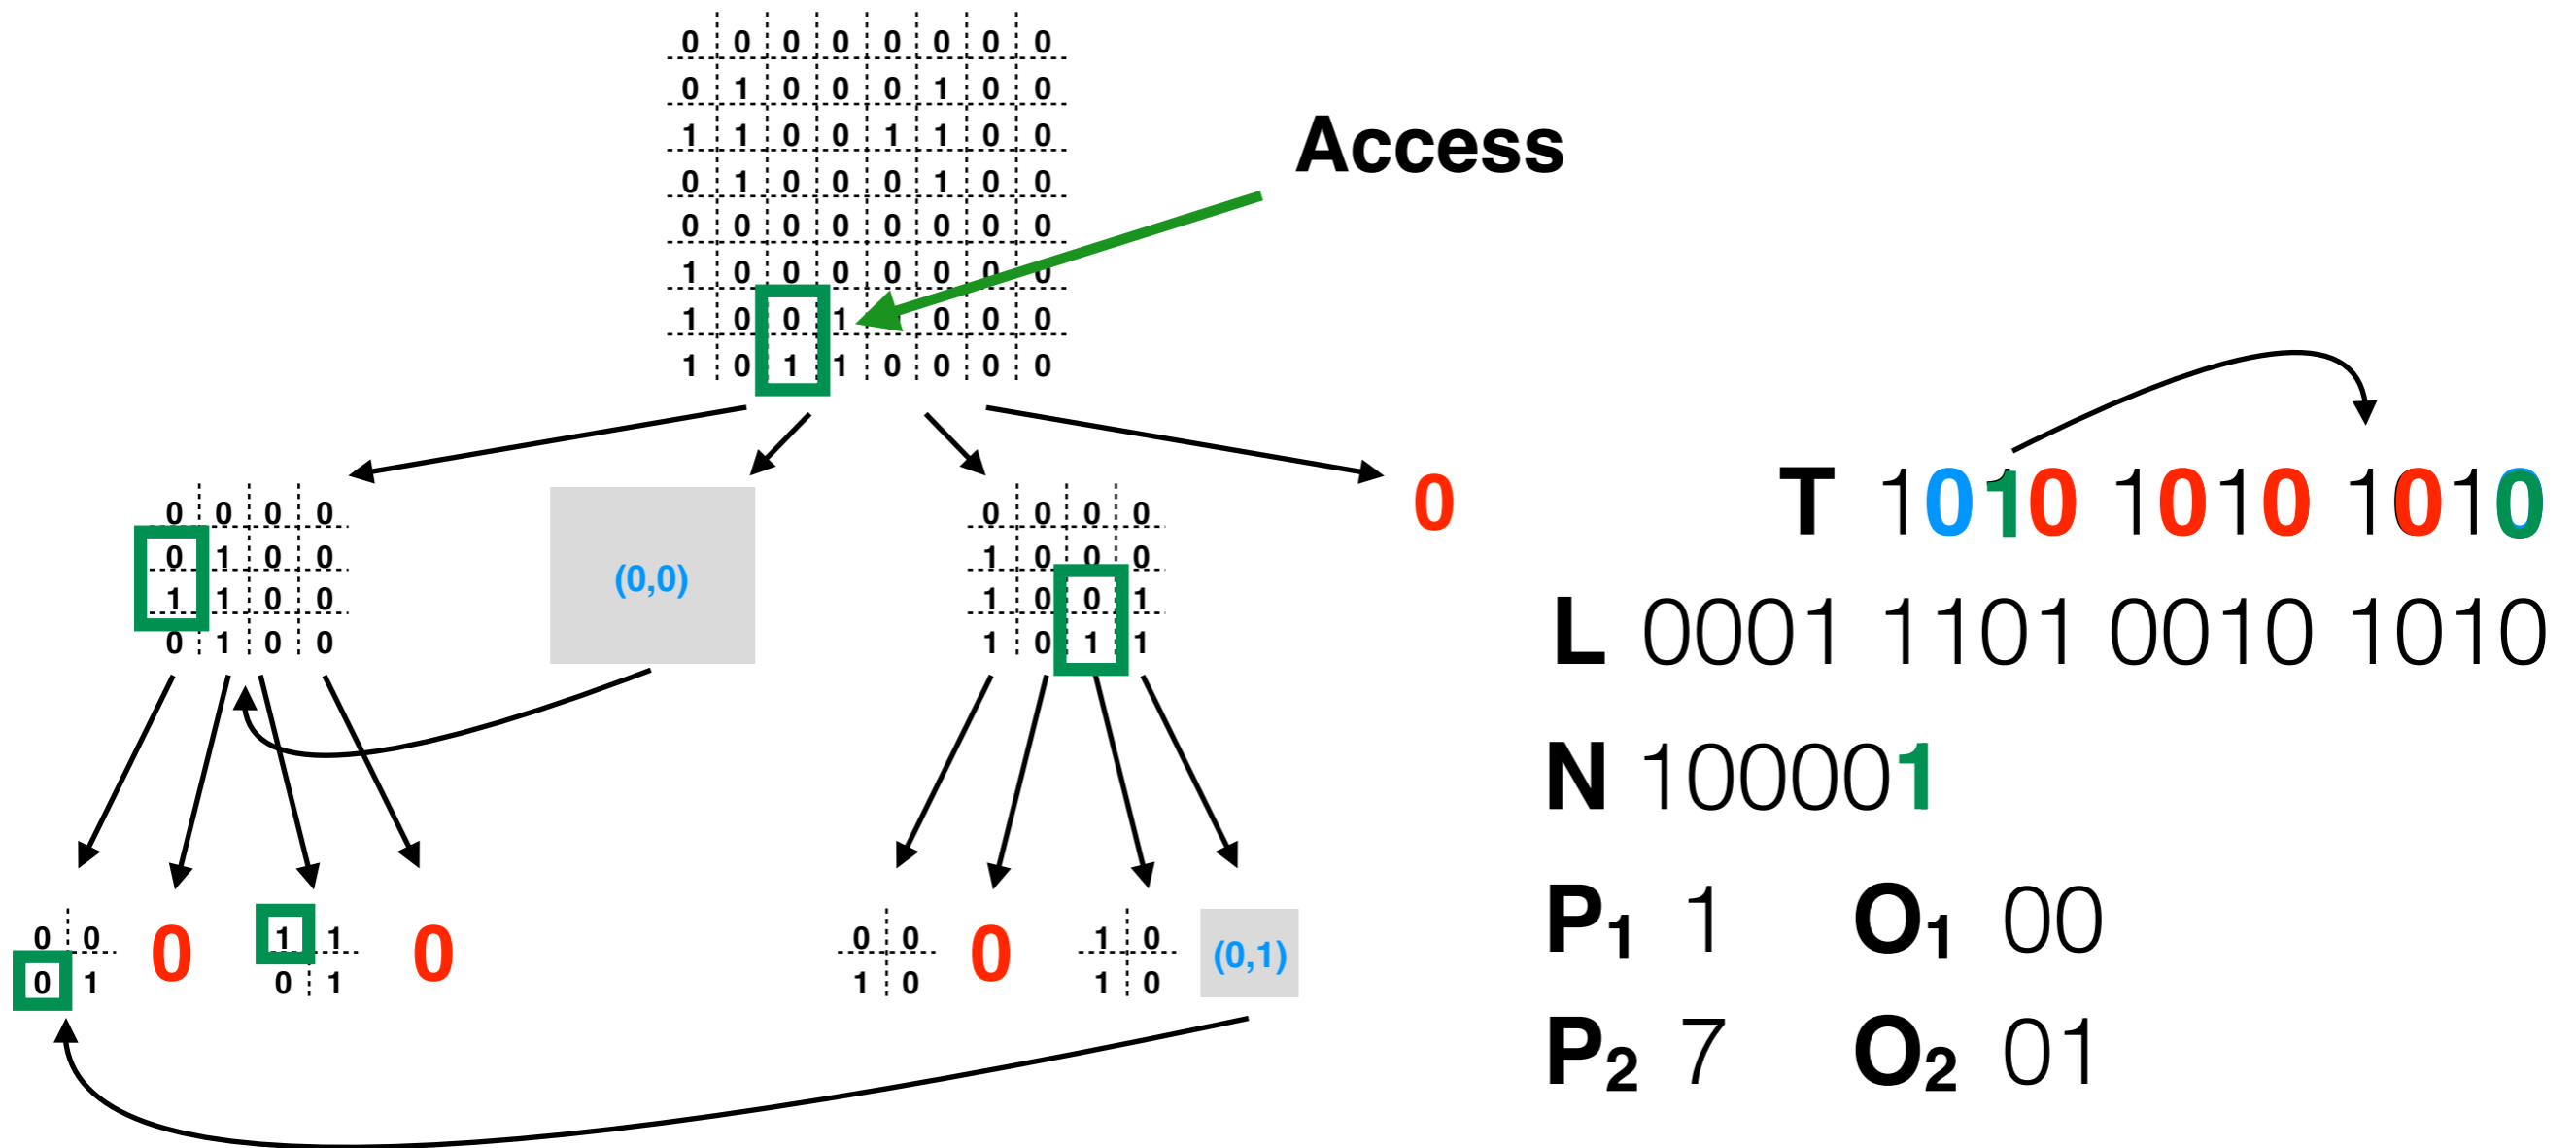 0 0 0 0 0 0 0 0
0 1 0 0 0 1 0 0
1 1 0 0 1 1 0 0
0 1 0 0 0 1 0 0
0 0 0 0 0 0 0 0
1 0 0 0 0 0 0 0
1 0 0 1 0 0 0
1 0 1 1 0 0 0 0
Access
0 0 0 0
0 1 0 0
1 1 0 0
0 1 0 0
(0,0)
0 0 0 0
1 0 0 0
1 0 0 1
1 0 1 1
0
0 0
0 1
0
1 1
0 1
0
0 0
1 0
0
1 0
1 0
(0,1)
T 1010 1010 1010
L 0001 1101 0010 1010
N 100001
P1 1 O1 00
P2 7 O2 01